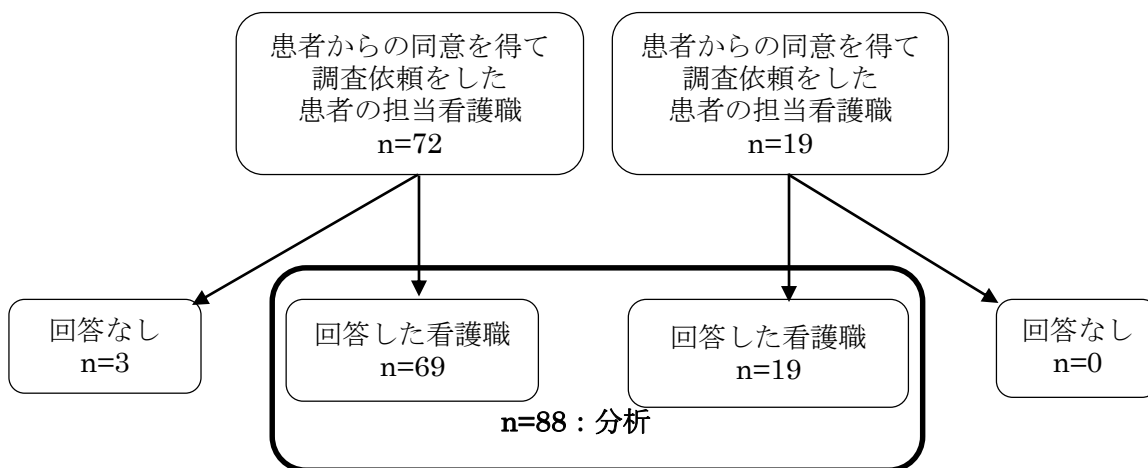 患者からの同意を得て
調査依頼をした
患者の担当看護職
n=72
患者からの同意を得て
調査依頼をした
患者の担当看護職
n=19
回答なし
n=3
回答した看護職
n=69
回答した看護職
n=19
回答なし
n=0
n=88：分析